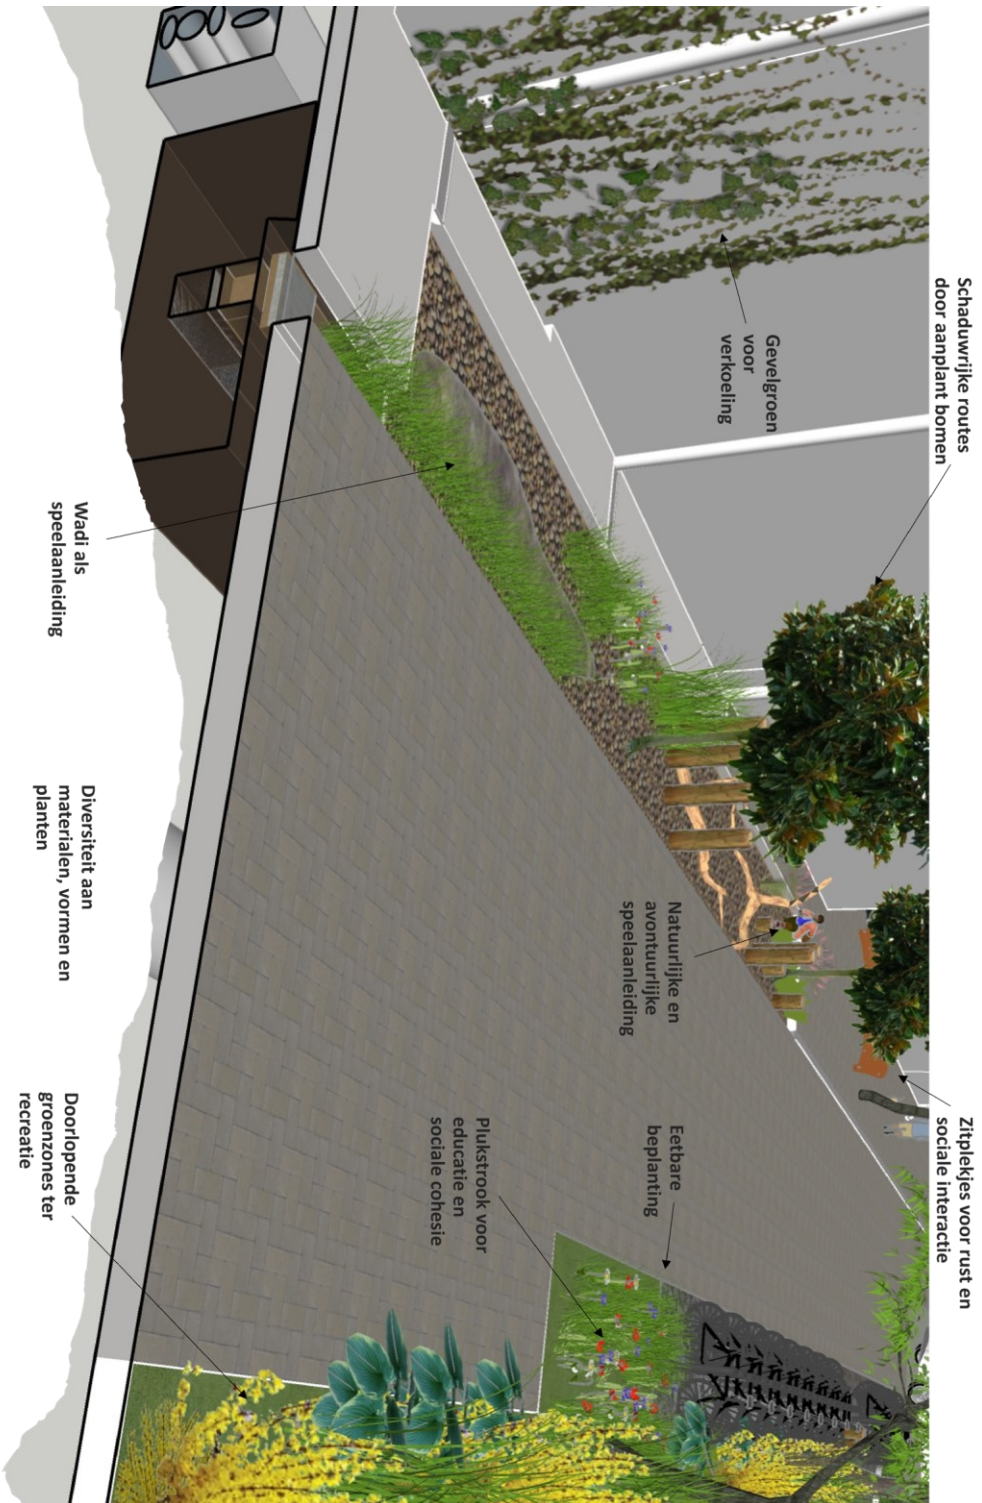 Schaduwrijke routes
door aanplant bomen
Zitplekjes voor rust en
sociale interactie
Gevelgroen
voor
verkoeling
Natuurlijke en
avontuurlijke
speelaanleiding
Eetbare
beplanting
Plukstrook voor
educatie en
sociale cohesie
Wadi als
speelaanleiding
Diversiteit aan
materialen, vormen en
planten
Doorlopende
groenzones ter
recreatie